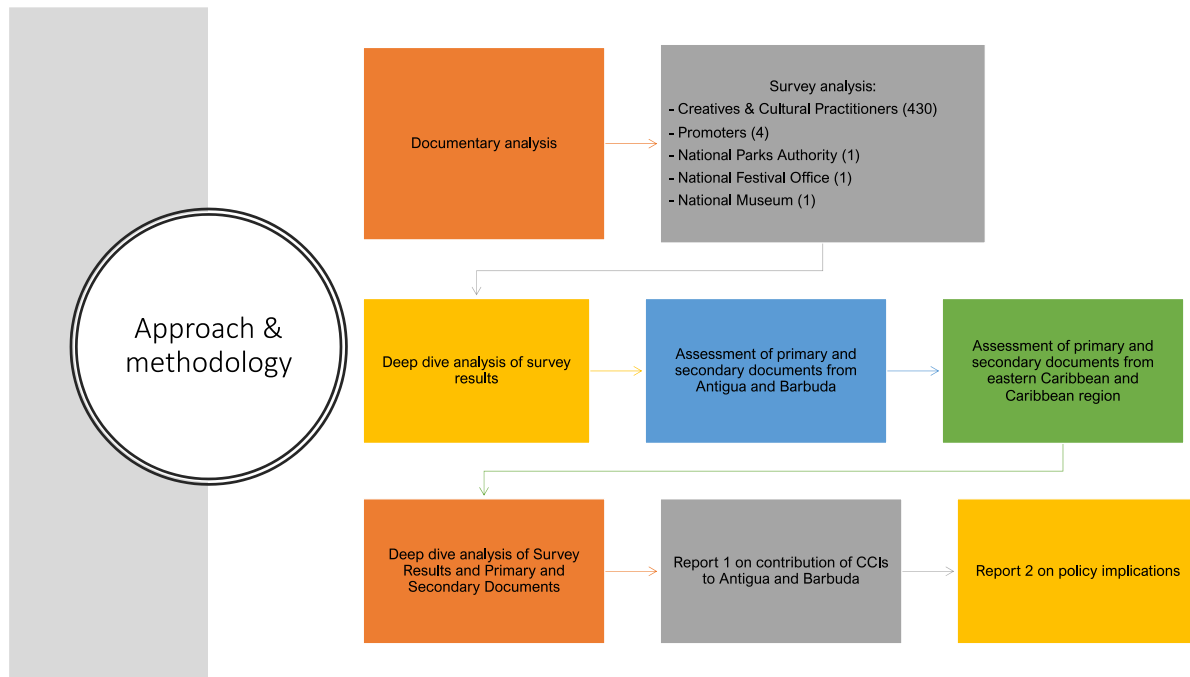 Approach &
methodology
Documentary analysis
Survey analysis:
- Creatives & Cultural Practitioners (430)
- Promoters (4)
- National Parks Authority (1)
- National Festival Office (1)
- National Museum (1)
Deep dive analysis of survey
results
Assessment of primary and
secondary documents from
Antigua and Barbuda
Assessment of primary and
secondary documents from
eastern Caribbean and
Caribbean region
Deep dive analysis of Survey
Results and Primary and
Secondary Documents
Report 1 on contribution of CCIs
to Antigua and Barbuda
Report 2 on policy implications